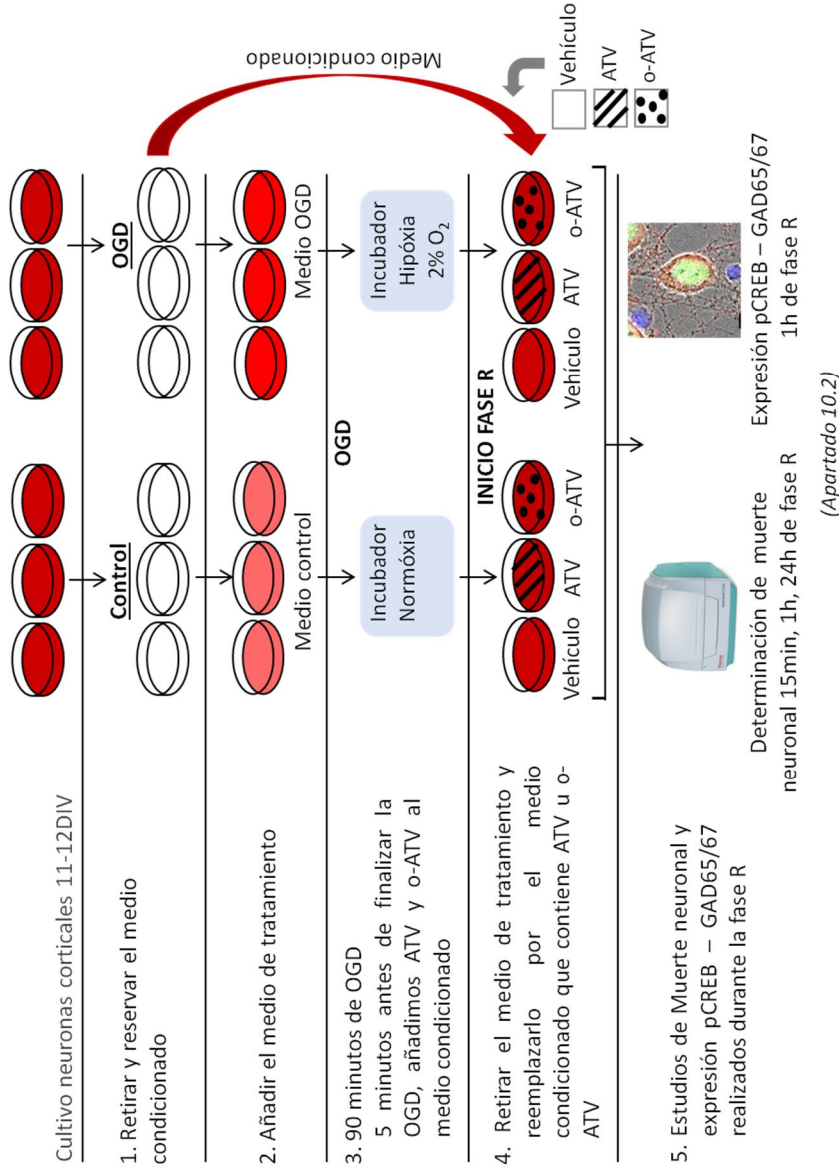 Cultivo neuronas corticales 11-12DIV
1. Retirar y reservar el medio
condicionado
Control
OGD
Medio condicionado
2. Añadir el medio de tratamiento
Medio control
Medio OGD
3. 90 minutos de OGD
5 minutos antes de finalizar la
OGD, añadimos ATV y o-ATV al
medio condicionado
OGD
Incubador
Normóxia
Incubador
Hipóxia
2% O2
4. Retirar el medio de tratamiento y
reemplazarlo por el medio
condicionado que contiene ATV u o-
ATV
INICIO FASE R
Vehículo
ATV
o-ATV
Vehículo
ATV
o-ATV
Vehículo
ATV
o-ATV
5. Estudios de Muerte neuronal y
expresión pCREB – GAD65/67
realizados durante la fase R
Determinación de muerte
neuronal 15min, 1h, 24h de fase R
Expresión pCREB – GAD65/67
1h de fase R
(Apartado 10.2)